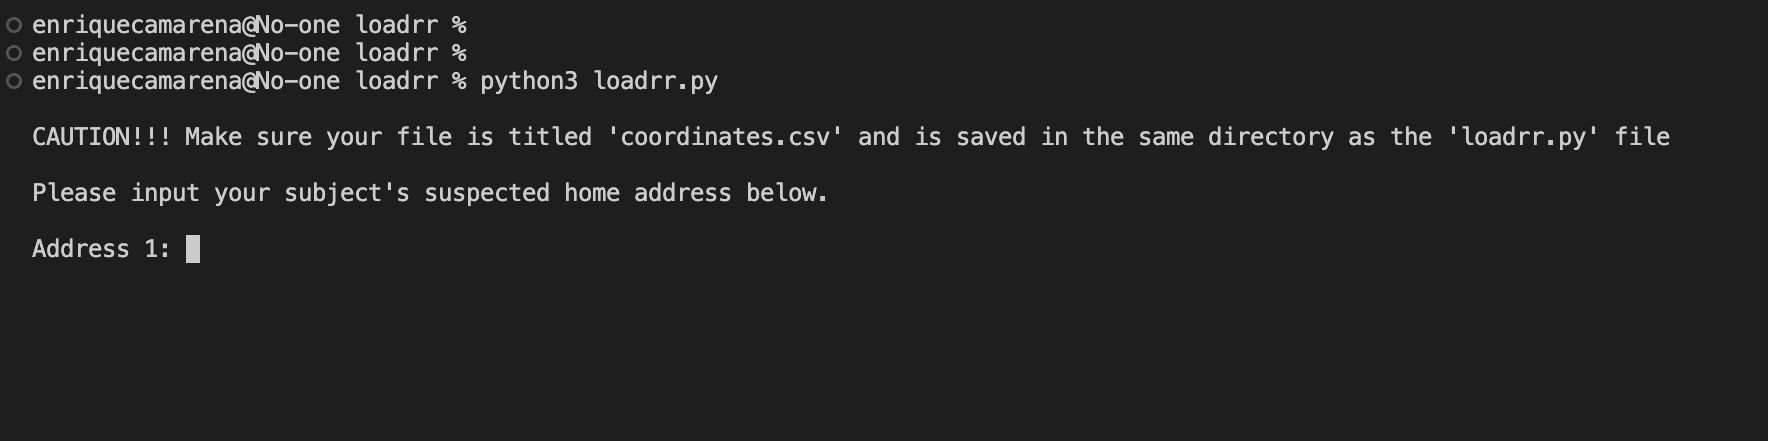 enriquecamarena@No-one loadrr %
enriquecamarena@No-one loadrr %
enriquecamarena@No-one loadrr % python3 loadrr.py
CAUTION!!! Make sure your file is titled 'coordinates.csv' and is saved in the same directory as the 'loadrr.py' file
Please input your subject's suspected home address below.
Address 1: